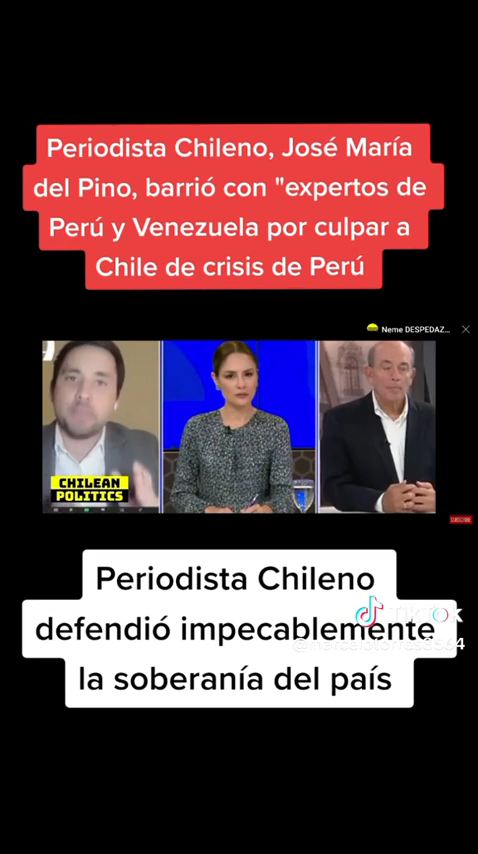 Periodista Chileno, José María
del Pino, barrió con "expertos de
Perú y Venezuela por culpar a
Chile de crisis de Perú
Neme DESPEDAZ...
CHILEAN
POLITICS
SUBSCRIBE
Periodista Chileno
defendió impecablemente
la soberanía del país
TikTok